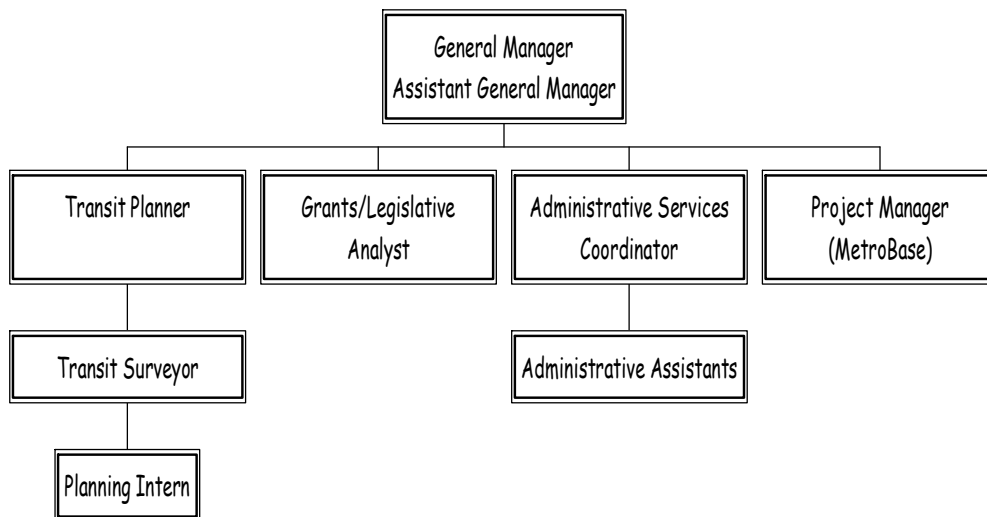 General Manager
Assistant General Manager
Transit Planner
Grants/Legislative
Analyst
Administrative Services
Coordinator
Project Manager
(MetroBase)
Transit Surveyor
Administrative Assistants
Planning Intern